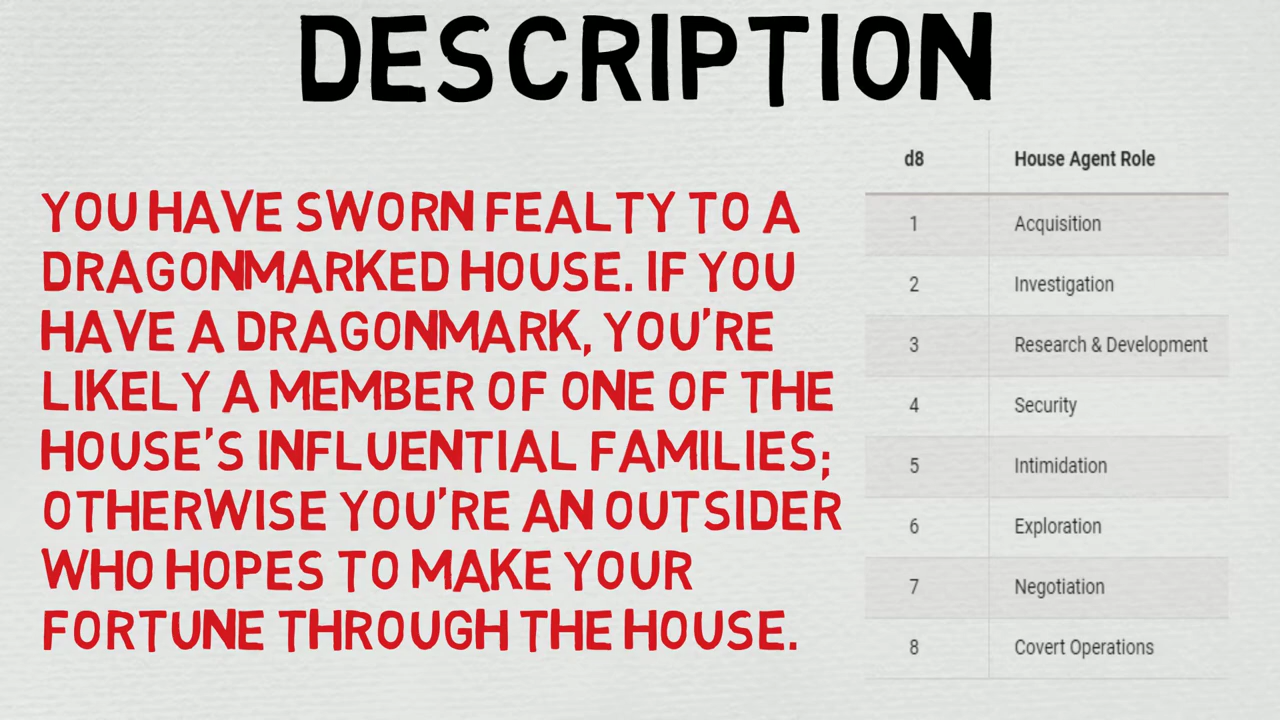 DESCRIPTION
YOU HAVE SWORN FEALTY TO A
DRAGONMARKED HOUSE. IF YOU
HAVE A DRAGONMARK, YOU'RE
LIKELY A MEMBER OF ONE OF THE
HOUSE'S INFLUENTIAL FAMILIES;
OTHERWISE YOU'RE AN OUTSIDER
WHO HOPES TO MAKE YOUR
FORTUNE THROUGH THE HOUSE.
d8 House Agent Role
1 Acquisition
2 Investigation
3 Research & Development
4 Security
5 Intimidation
6 Exploration
7 Negotiation
8 Covert Operations